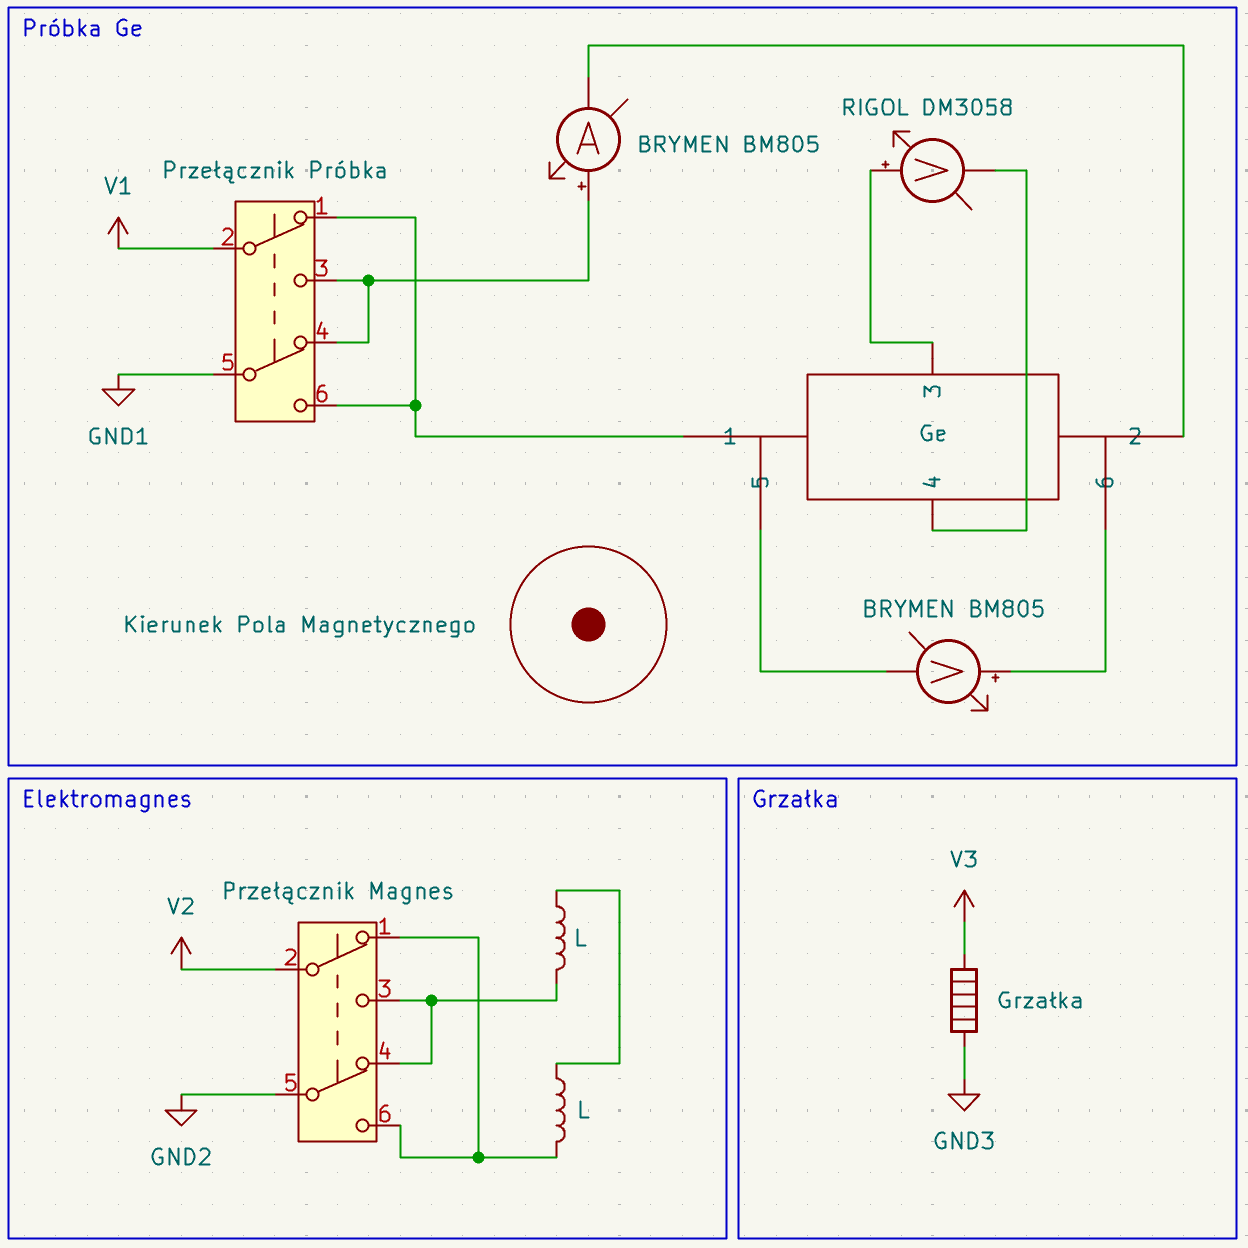 Próbka Ge
RIGOL DM3058
+
A
BRYMEN BM805
+
V
Przełącznik Próbka
V1
1
2
3
4
5
6
GND1
3
Ge
1
2
4
5
6
Kierunek Pola Magnetycznego
BRYMEN BM805
V
+
Elektromagnes
Przełącznik Magnes
V2
1
2
3
4
5
6
GND2
L
L
Grzałka
V3
Grzałka
GND3